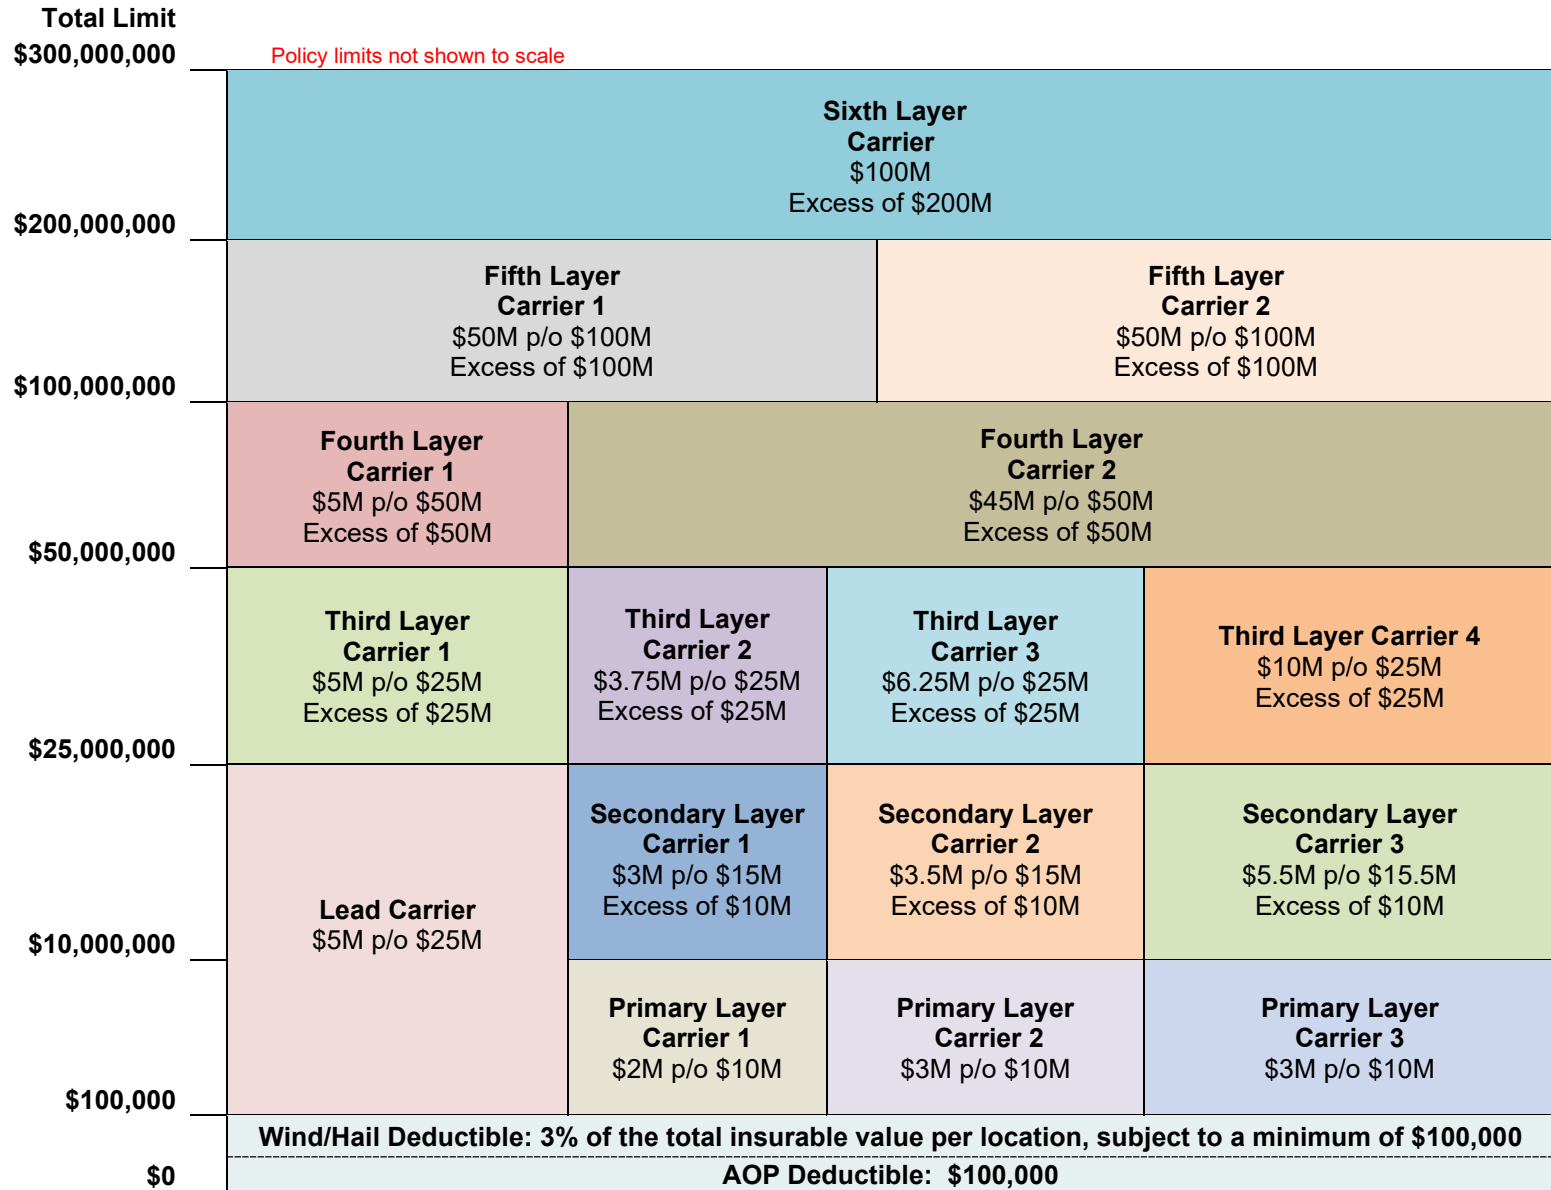 Total Limit
$300,000,000
Policy limits not shown to scale
Sixth Layer
Carrier
$100M
Excess of $200M
$200,000,000
Fifth Layer
Carrier 1
$50M p/o $100M
Excess of $100M
Fifth Layer
Carrier 2
$50M p/o $100M
Excess of $100M
$100,000,000
Fourth Layer
Carrier 1
$5M p/o $50M
Excess of $50M
Fourth Layer
Carrier 2
$45M p/o $50M
Excess of $50M
$50,000,000
Third Layer
Carrier 1
$5M p/o $25M
Excess of $25M
Third Layer
Carrier 2
$3.75M p/o $25M
Excess of $25M
Third Layer
Carrier 3
$6.25M p/o $25M
Excess of $25M
Third Layer Carrier 4
$10M p/o $25M
Excess of $25M
$25,000,000
Lead Carrier
$5M p/o $25M
Secondary Layer
Carrier 1
$3M p/o $15M
Excess of $10M
Secondary Layer
Carrier 2
$3.5M p/o $15M
Excess of $10M
Secondary Layer
Carrier 3
$5.5M p/o $15.5M
Excess of $10M
$10,000,000
Primary Layer
Carrier 1
$2M p/o $10M
Primary Layer
Carrier 2
$3M p/o $10M
Primary Layer
Carrier 3
$3M p/o $10M
$100,000
Wind/Hail Deductible: 3% of the total insurable value per location, subject to a minimum of $100,000
$0
AOP Deductible: $100,000